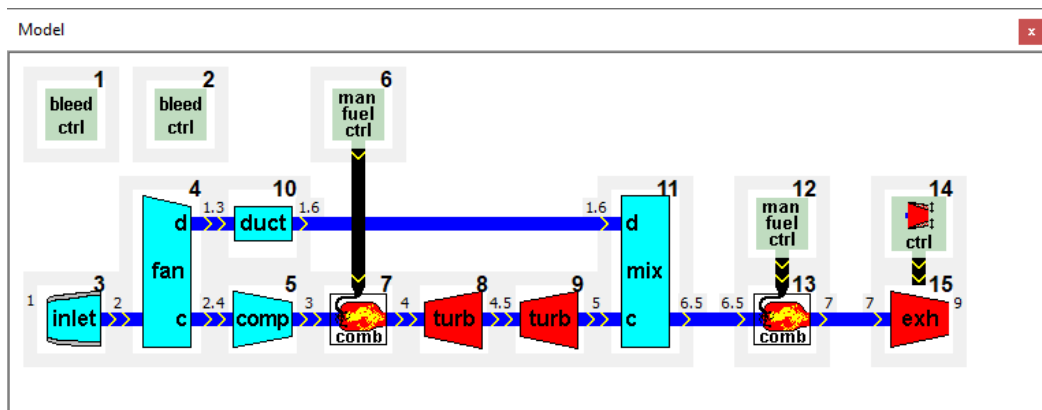 Model
x
1
bleed
ctrl
2
bleed
ctrl
6
man
fuel
ctrl
4
1.3
10
1.6
1.6
11
12
man
fuel
ctrl
14
ctrl
d
duct
d
fan
mix
1
3
inlet
2
c
2.4
5
comp
3
7
comb
4
8
turb
4.5
9
turb
5
c
6.5
6.5
13
comb
7
7
15
exh
9